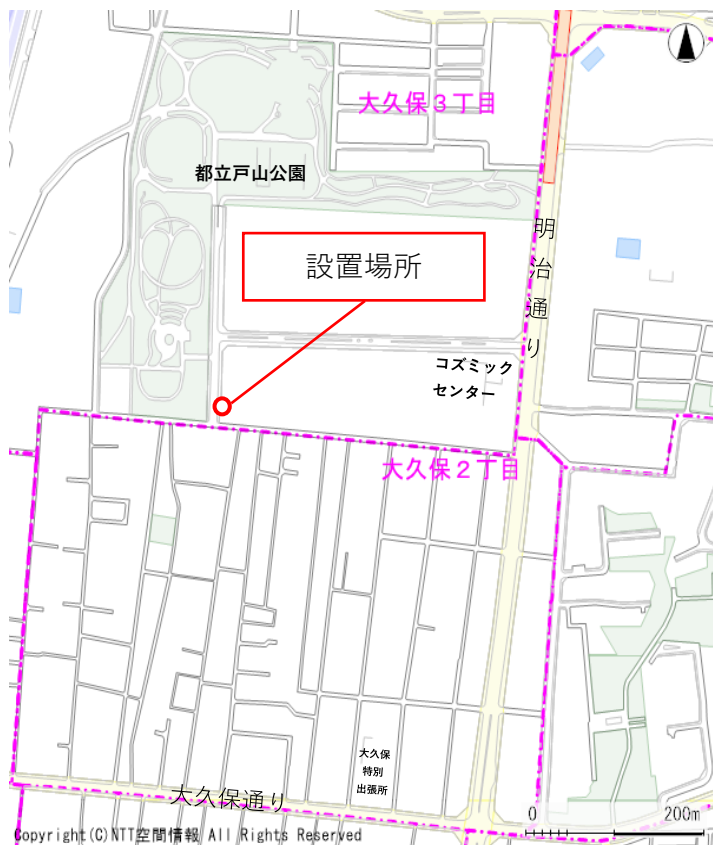 大久保3丁目
都立戸山公園
明治通り
設置場所
コズミック
センター
大久保2丁目
大久保
特別
出張所
大久保通り
0 200m
Copyright(C)NTT空間情報 All Rights Reserved